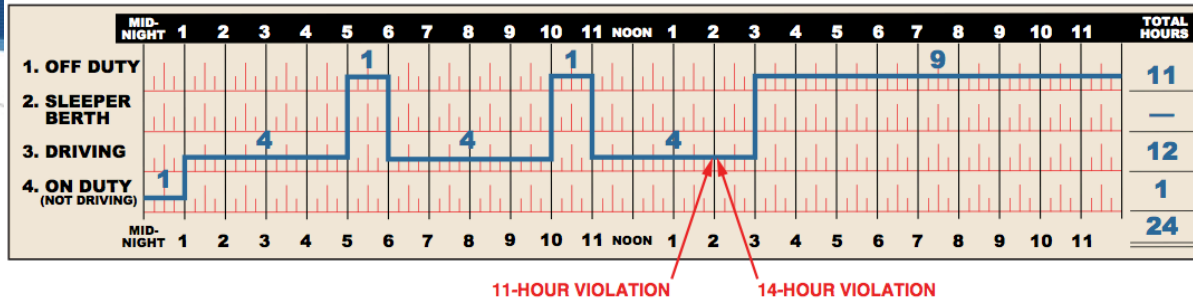 MID-
NIGHT 1 2 3 4 5 6 7 8 9 10 11 NOON 1 2 3 4 5 6 7 8 9 10 11 TOTAL HOURS
1 1 9
1. OFF DUTY 11
2. SLEEPER
BERTH —
4 4 4
3. DRIVING 12
1
4. ON DUTY 1
(NOT DRIVING)
MID-
NIGHT 1 2 3 4 5 6 7 8 9 10 11 NOON 1 2 3 4 5 6 7 8 9 10 11 24
11-HOUR VIOLATION 14-HOUR VIOLATION